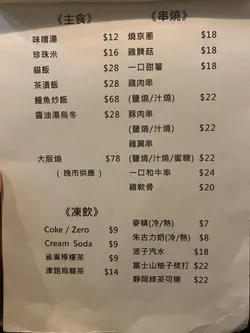 《主食》
味噌湯 $12
珍珠米 $16
貓飯 $28
茶漬飯 $28
鰻魚炒飯 $68
醬油湯烏冬 $28
大阪燒 $78
( 晚市供應 )
《串燒》
燒京蔥 $18
雞髀菇 $18
一口甜薯 $18
雞肉串
(鹽燒/汁燒) $22
豚肉串
(鹽燒/汁燒) $22
雞翼串
(鹽燒/汁燒/蜜糖) $22
一口和牛串 $24
雞軟骨 $20
《凍飲》
Coke / Zero $9
Cream Soda $9
雀巢檸檬茶 $9
津路烏龍茶 $14
麥精(冷/熱) $7
朱古力奶(冷/熱) $8
波子汽水 $18
富士山柚子梳打 $22
靜岡綠茶可樂 $22